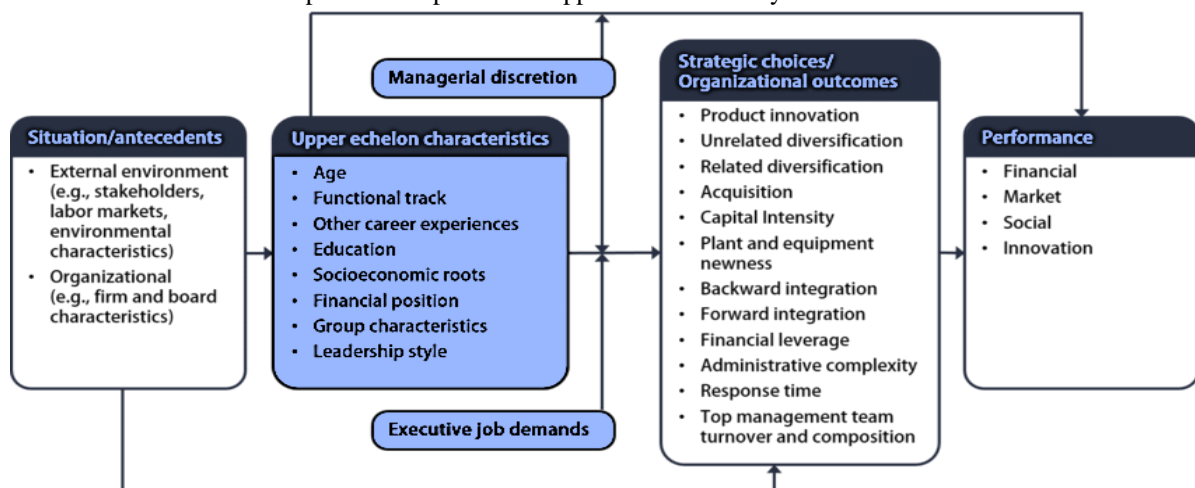 Managerial discretion
Situation/antecedents
• External environment
(e.g., stakeholders,
labor markets,
environmental
characteristics)
• Organizational
(e.g., firm and board
characteristics)
Upper echelon characteristics
• Age
• Functional track
• Other career experiences
• Education
• Socioeconomic roots
• Financial position
• Group characteristics
• Leadership style
Executive job demands
Strategic choices/
Organizational outcomes
• Product innovation
• Unrelated diversification
• Related diversification
• Acquisition
• Capital Intensity
• Plant and equipment
newness
• Backward integration
• Forward integration
• Financial leverage
• Administrative complexity
• Response time
• Top management team
turnover and composition
Performance
• Financial
• Market
• Social
• Innovation